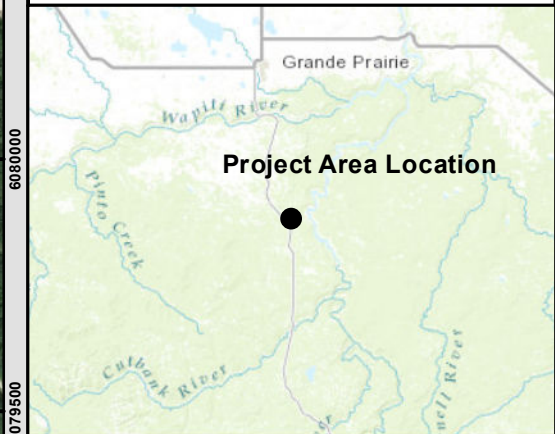 Grande Prairie
Wapiti River
6080000
Project Area Location
Pinto Creek
Cutbank River